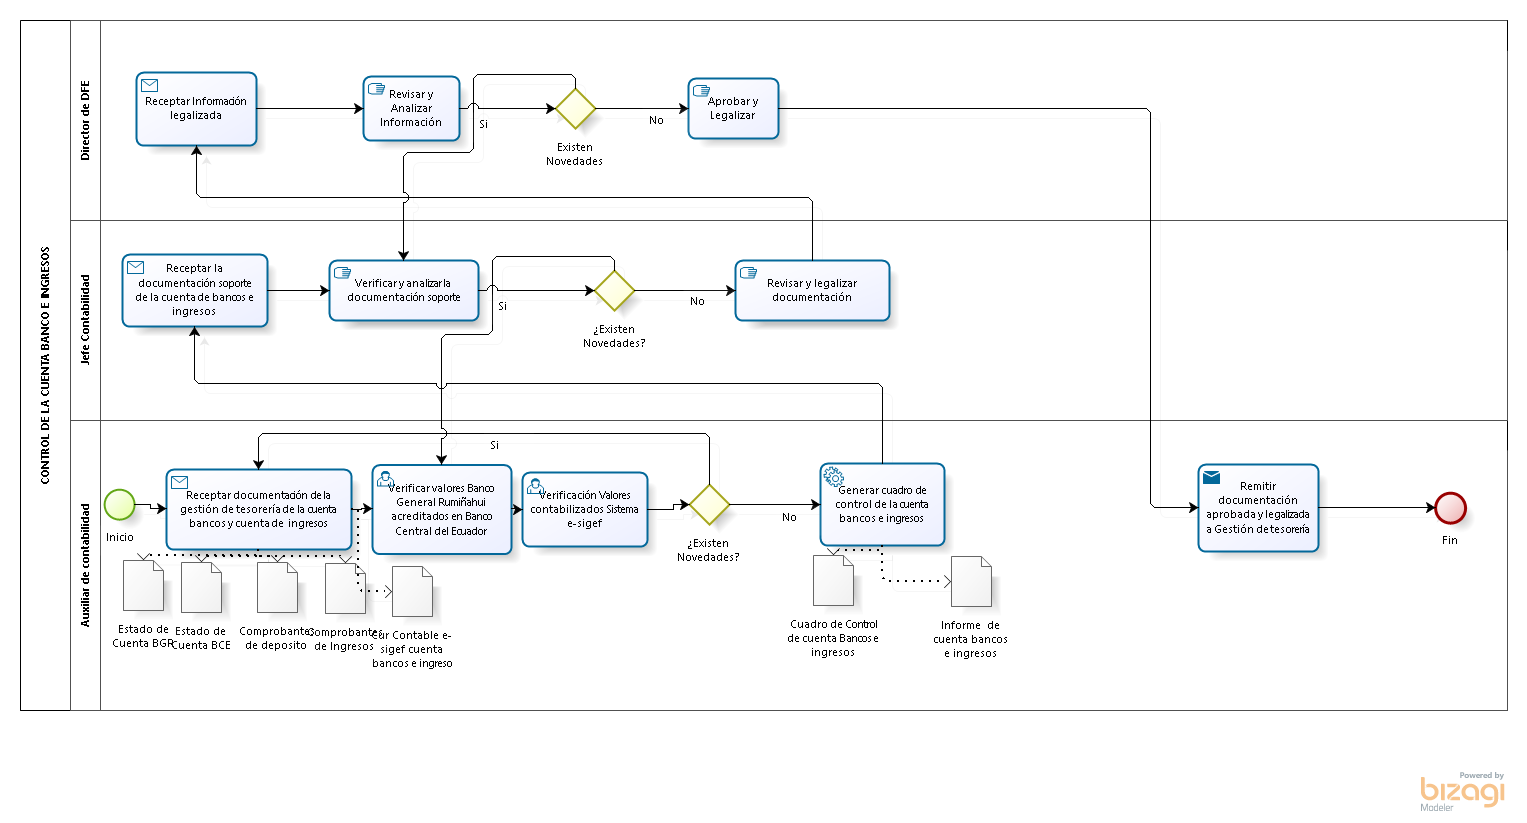 CONTROL DE LA CUENTA BANCO E INGRESOS
Director de DFE
Receptar Información
legalizada
Revisar y
Analizar
Información
Si
Existen
Novedades
No
Aprobar y
Legalizar
Jefe Contabilidad
Receptar la
documentación soporte
de la cuenta de bancos e
ingresos
Verificar y analizar la
documentación soporte
Si
¿Existen
Novedades?
No
Revisar y legalizar
documentación
Auxiliar de contabilidad
Inicio
Receptar documentación de la
gestión de tesorería de la cuenta
bancos y cuenta de ingresos
Verificar valores Banco
General Rumiñahui
acreditados en Banco
Central del Ecuador
Verificación Valores
contabilizados Sistema
e-sigef
Si
¿Existen
Novedades?
No
Generar cuadro de
control de la cuenta
bancos e ingresos
Remitir
documentación
aprobada y legalizada
a Gestión de tesorería
Fin
Estado de
Cuenta BGR
Estado de
Cuenta BCE
Comprobante
de deposito
Comprobante
de Ingresos
Cur Contable e-
sigef cuenta
bancos e ingreso
Cuadro de Control
de cuenta Bancos e
ingresos
Informe de
cuenta bancos
e ingresos
Powered by
bizagi
Modeler